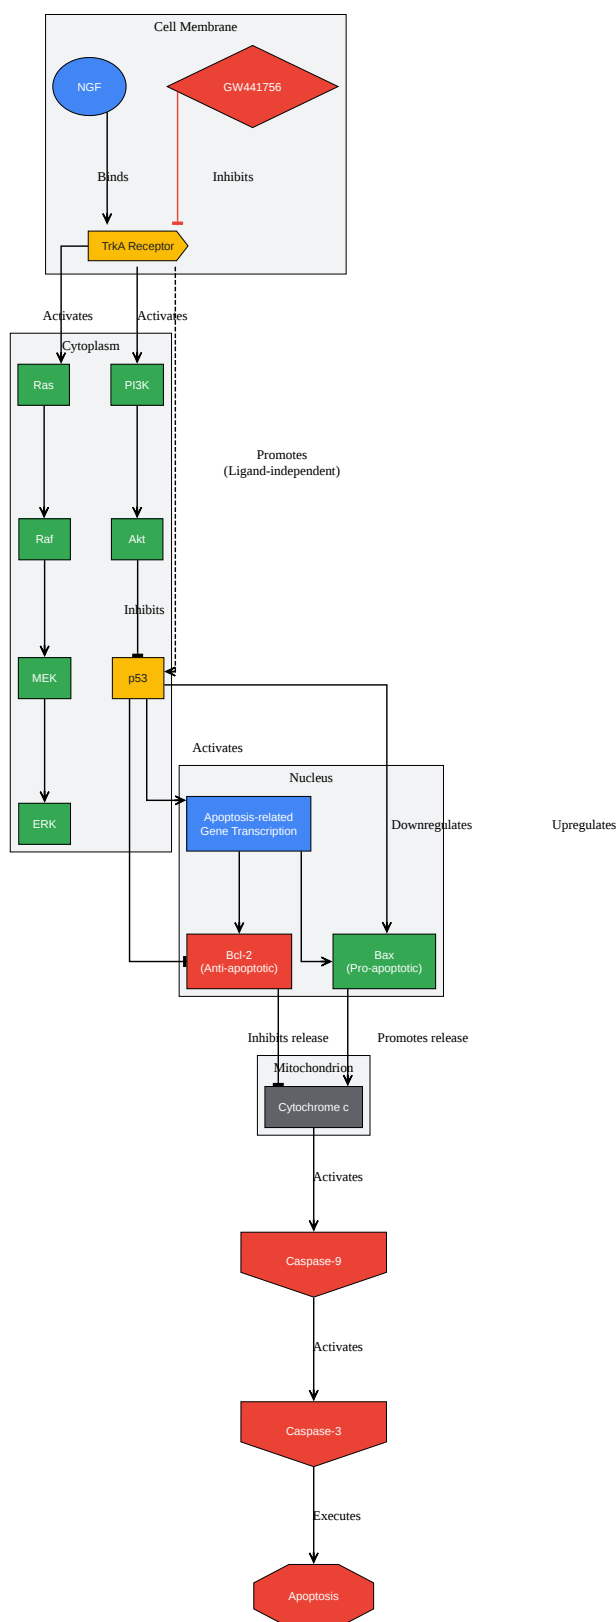 Cell Membrane
NGF
GW441756
Binds
Inhibits
TrkA Receptor
Activates
Activates
Cytoplasm
Ras
PI3K
Promotes
(Ligand-independent)
Raf
Akt
Inhibits
MEK
p53
Activates
Nucleus
Apoptosis-related
Gene Transcription
ERK
Downregulates
Upregulates
Bcl-2
(Anti-apoptotic)
Bax
(Pro-apoptotic)
Inhibits release
Promotes release
Mitochondrion
Cytochrome c
Activates
Caspase-9
Activates
Caspase-3
Executes
Apoptosis